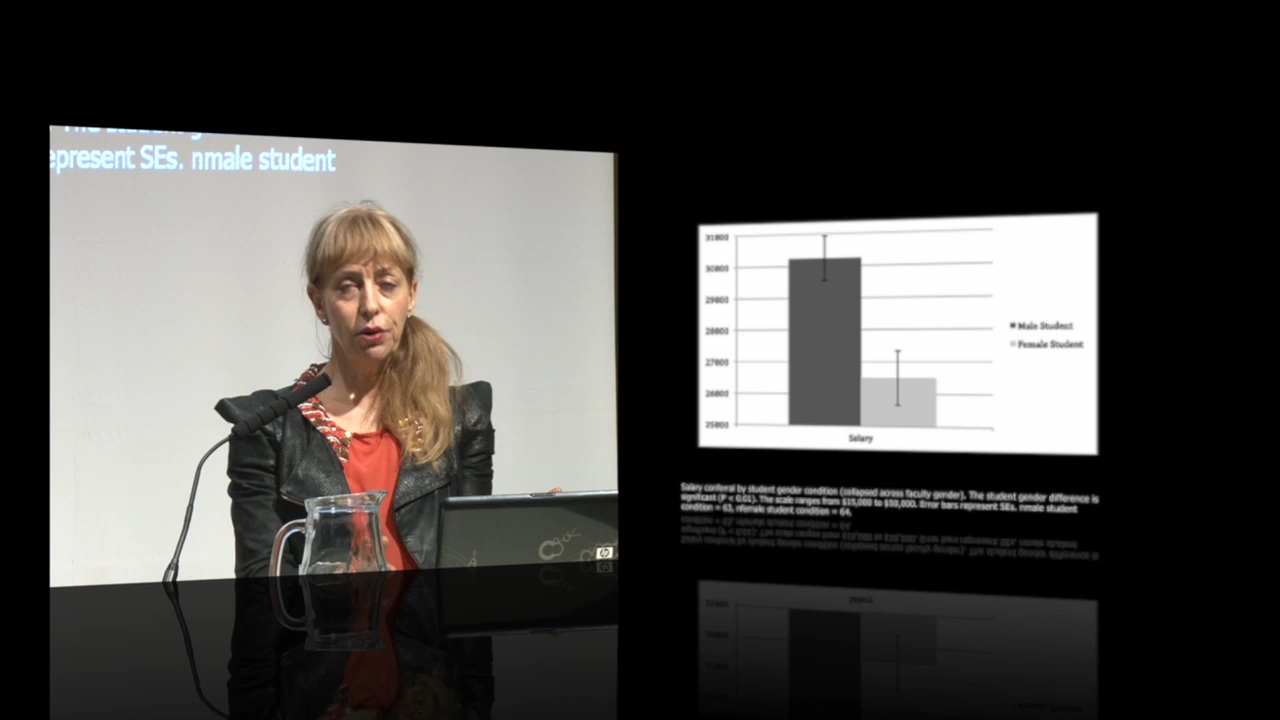 epresent SEs. nmale student
31000
30000
29000
28000
27000
26000
25000
Salary
Male Student
Female Student
Salary conferral by student gender condition (collapsed across faculty gender). The student gender difference is
significant (P < 0.01). The scale ranges from $15,000 to $50,000. Error bars represent SEs. nmale student
condition = 63, nfemale student condition = 64.
hp